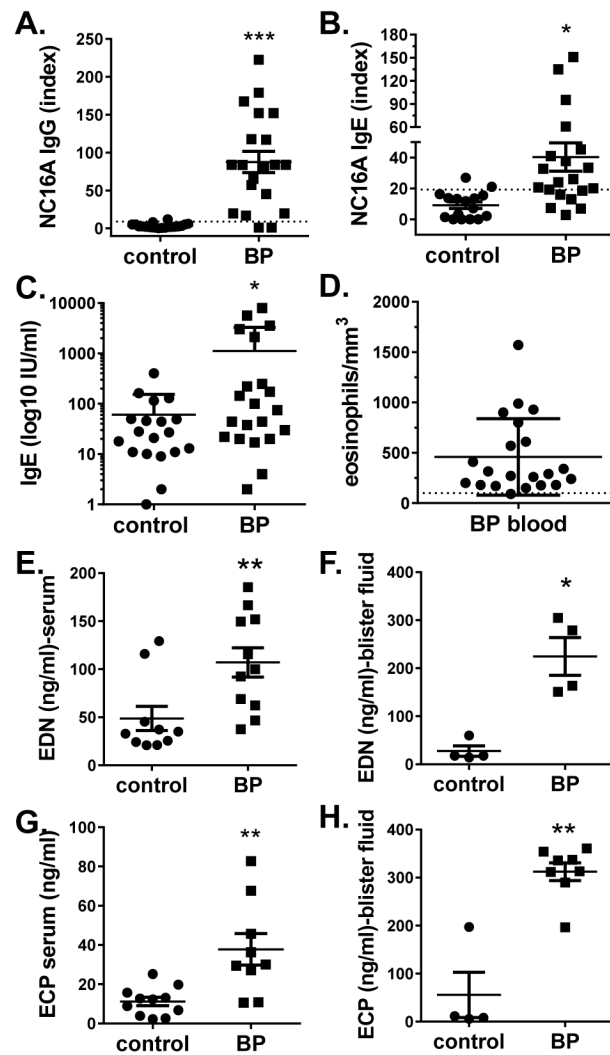 A.
NC16A IgG (index)
250
200
150
100
50
0
***
control
BP
B.
NC16A IgE (index)
180
150
120
90
60
40
20
0
*
control
BP
C.
IgE (log10 IU/ml)
10000
1000
100
10
1
*
control
BP
D.
eosinophils/mm³
2000
1500
1000
500
0
BP blood
E.
EDN (ng/ml)-serum
200
150
100
50
0
**
control
BP
F.
EDN (ng/ml)-blister fluid
400
300
200
100
0
*
control
BP
G.
ECP serum (ng/ml)
100
80
60
40
20
0
**
control
BP
H.
ECP (ng/ml)-blister fluid
400
300
200
100
0
**
control
BP